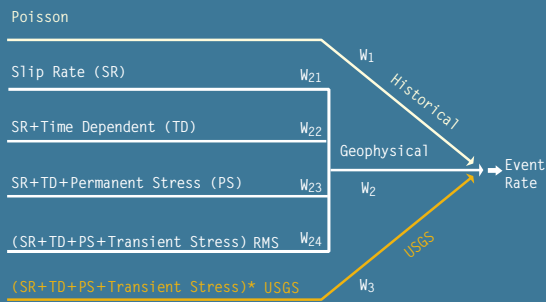 Poisson
W1
Slip Rate (SR)
W21
Historical
SR+Time Dependent (TD)
W22
Geophysical
Event
Rate
SR+TD+Permanent Stress (PS)
W23
W2
(SR+TD+PS+Transient Stress) RMS
W24
USGS
(SR+TD+PS+Transient Stress)* USGS
W3